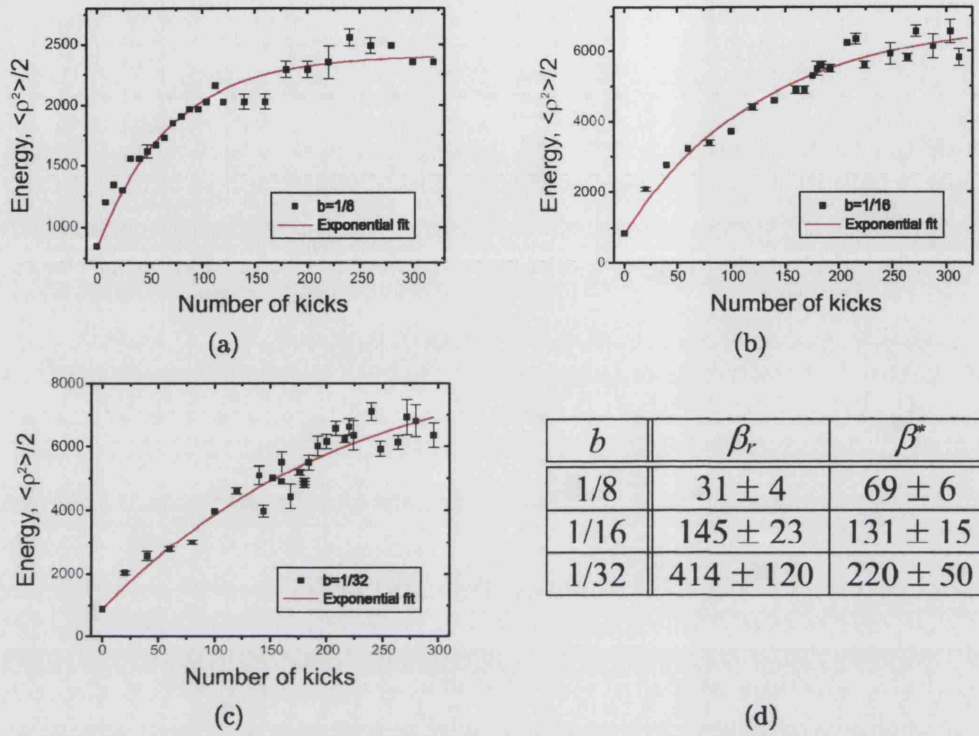 Energy, <ρ²>/2
2500
2000
1500
1000
b=1/8
Exponential fit
0 50 100 150 200 250 300
Number of kicks
(a)
Energy, <ρ²>/2
6000
4000
2000
0
b=1/16
Exponential fit
0 50 100 150 200 250 300
Number of kicks
(b)
Energy, <ρ²>/2
8000
6000
4000
2000
0
b=1/32
Exponential fit
0 50 100 150 200 250 300
Number of kicks
(c)
b βr β*
1/8 31 ± 4 69 ± 6
1/16 145 ± 23 131 ± 15
1/32 414 ± 120 220 ± 50
(d)